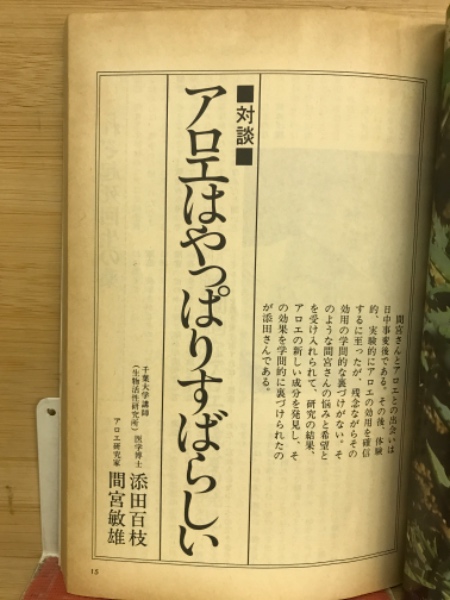 ■対談■
アロエはやっぱりすばらしい
間宮さんとアロエとの出会いは
日中事変後である。その後、体験
的、実験的にアロエの効用を確信
するに至ったが、残念ながらその
効用の学問的な裏づけがない。そ
のような間宮さんの悩みと希望と
を受け入れられて、研究の結果、
アロエの新しい成分を発見し、そ
の効果を学問的に裏づけられたの
が添田さんである。
千葉大学講師
(生物活性研究所)
医学博士
添田百枝
アロエ研究家
間宮敏雄
15